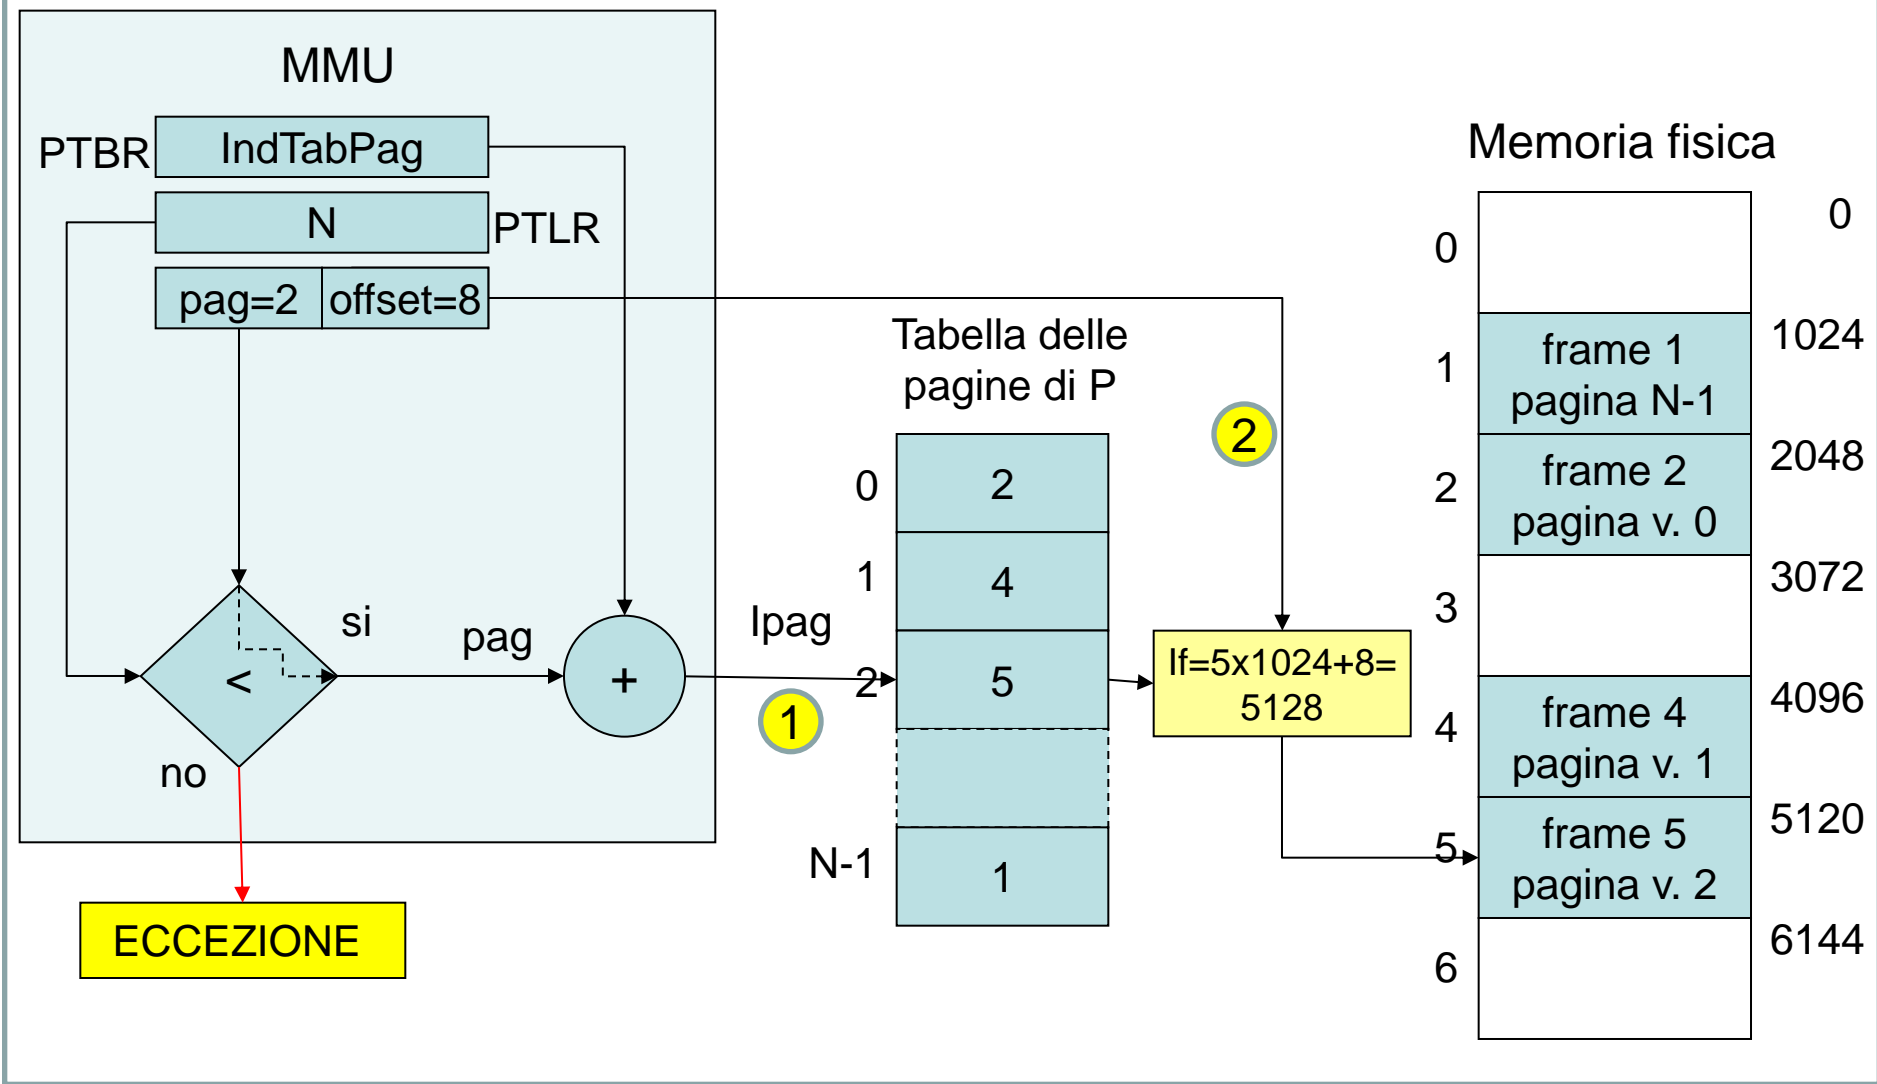 MMU
PTBR
IndTabPag
N
PTLR
pag=2
offset=8
<
si
no
pag
+
ECCEZIONE
Ipag
1
Tabella delle
pagine di P
0
2
1
4
2
5
N-1
1
2
If=5x1024+8=
5128
Memoria fisica
0
0
1
frame 1
pagina N-1
1024
2
frame 2
pagina v. 0
2048
3
3072
4
frame 4
pagina v. 1
4096
5
frame 5
pagina v. 2
5120
6
6144